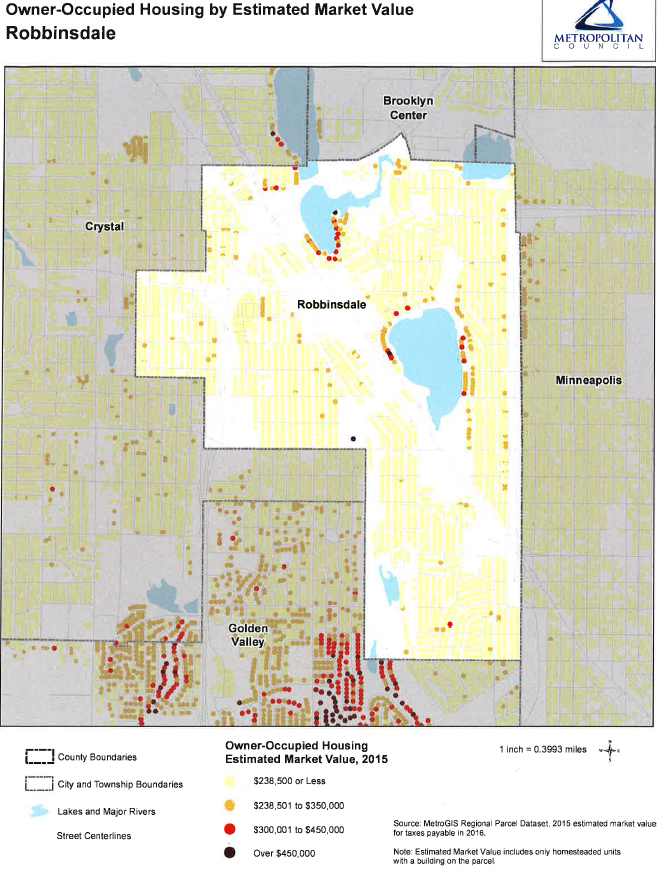 Owner-Occupied Housing by Estimated Market Value
Robbinsdale
METROPOLITAN
COUNCIL
Brooklyn
Center
Crystal
Robbinsdale
Minneapolis
Golden
Valley
County Boundaries
City and Township Boundaries
Lakes and Major Rivers
Street Centerlines
Owner-Occupied Housing
Estimated Market Value, 2015
$238,500 or Less
$238,501 to $350,000
$300,001 to $450,000
Over $450,000
1 inch = 0.3993 miles
N
W
E
S
Source: MetroGIS Regional Parcel Dataset, 2015 estimated market value
for taxes payable in 2016.
Note: Estimated Market Value includes only homesteaded units
with a building on the parcel.